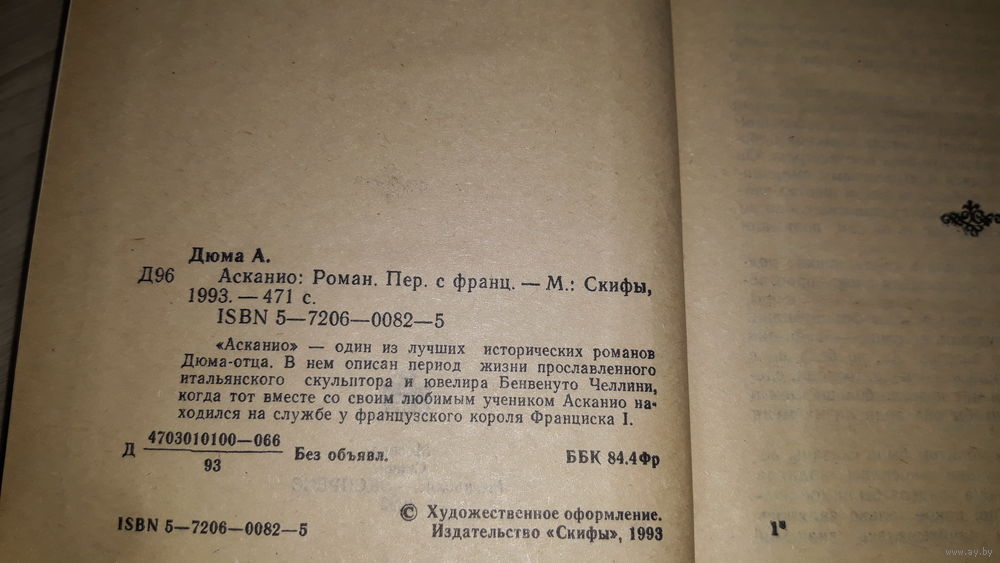 Дюма А.
Д96 Асканио: Роман. Пер. с франц. — М.: Скифы,
1993. — 471 с.
ISBN 5—7206—0082—5
«Асканио» — один из лучших исторических романов
Дюма-отца. В нем описан период жизни прославленного
итальянского скульптора и ювелира Бенвенуто Челлини,
когда тот вместе со своим любимым учеником Асканио на-
ходился на службе у французского короля Франциска I.
Д 4703010100—066
93
Без объявл.
ББК 84.4Фр
© Художественное оформление.
ISBN 5—7206—0082—5
Издательство «Скифы», 1993
1*
www.ay.by